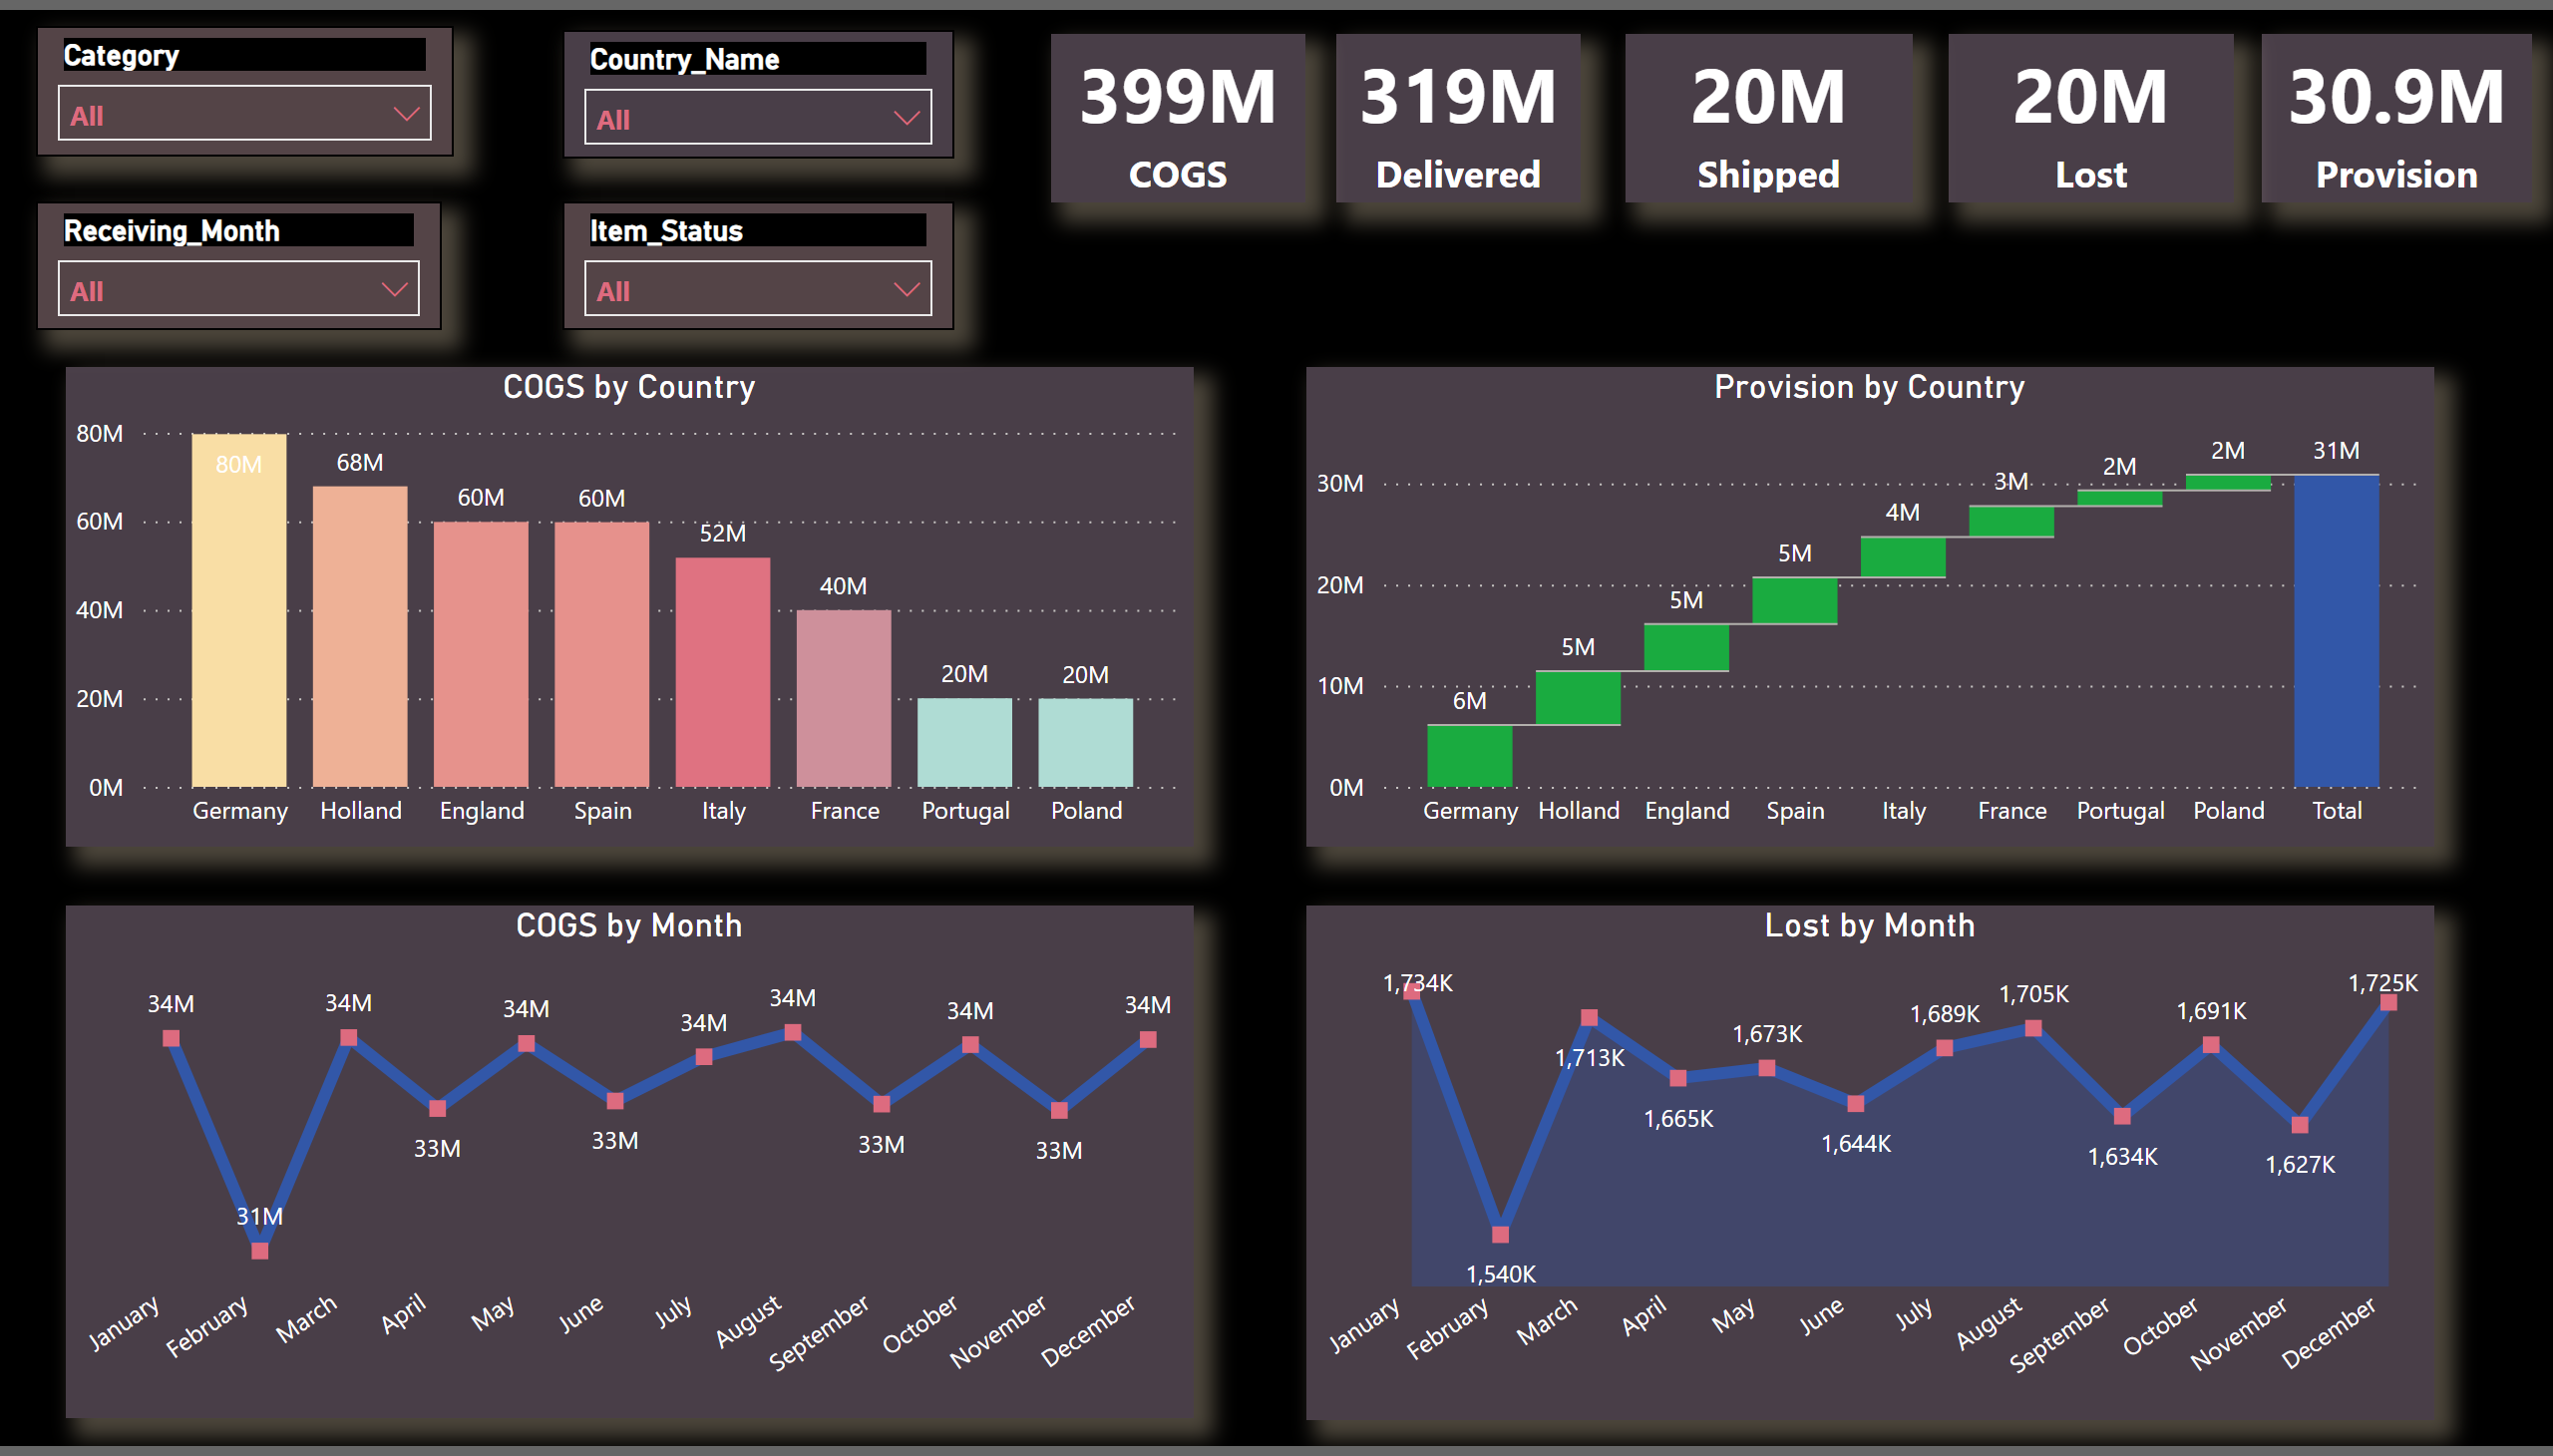 Category
All
Country_Name
All
Receiving_Month
All
Item_Status
All
399M
COGS
319M
Delivered
20M
Shipped
20M
Lost
30.9M
Provision
COGS by Country
80M
60M
40M
20M
0M
80M
68M
60M
60M
52M
40M
20M
20M
Germany Holland England Spain Italy France Portugal Poland
Provision by Country
30M
20M
10M
0M
6M
5M
5M
5M
4M
3M
2M
2M
31M
Germany Holland England Spain Italy France Portugal Poland Total
COGS by Month
34M
31M
34M
33M
34M
33M
34M
34M
33M
34M
33M
34M
January February March April May June July August September October November December
Lost by Month
1,734K
1,540K
1,713K
1,665K
1,673K
1,644K
1,689K
1,705K
1,634K
1,691K
1,627K
1,725K
January February March April May June July August September October November December